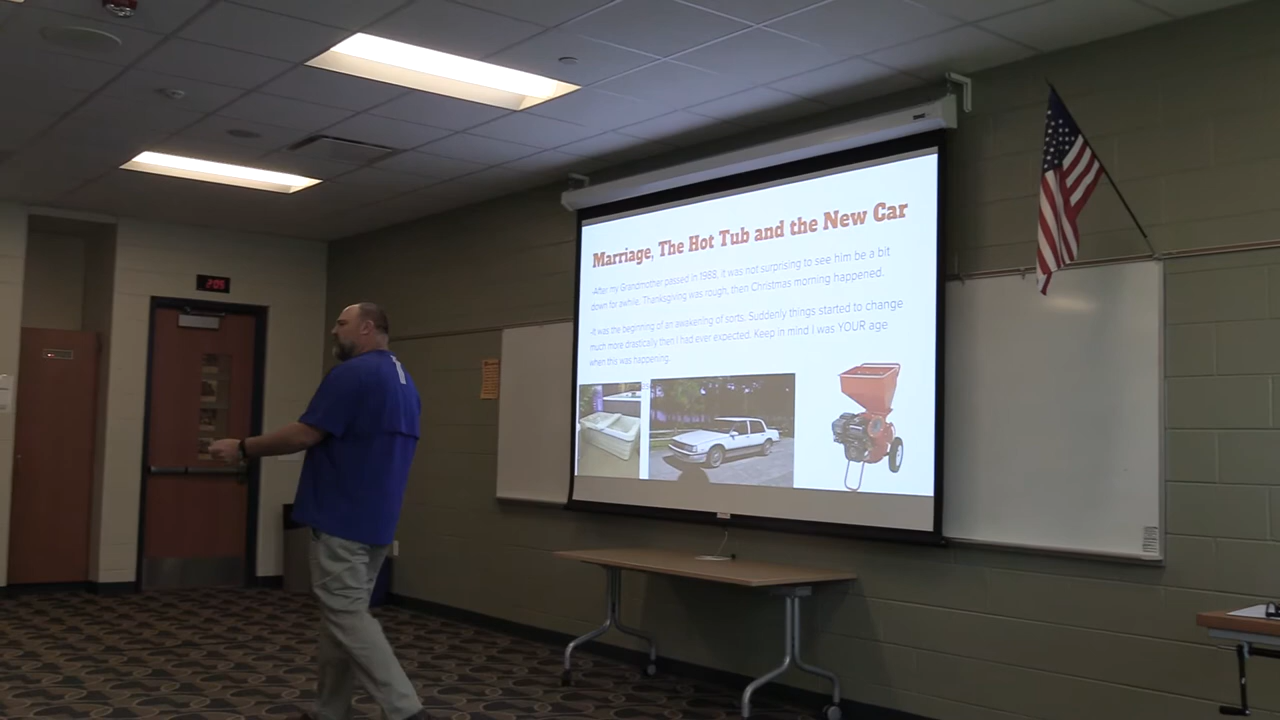 2:05
Marriage, The Hot Tub and the New Car
-After my Grandmother passed in 1988, it was not surprising to see him be a bit
down for awhile. Thanksgiving was rough, then Christmas morning happened.
-It was the beginning of an awakening of sorts. Suddenly things started to change
much more drastically then I had ever expected. Keep in mind I was YOUR age
when this was happening.